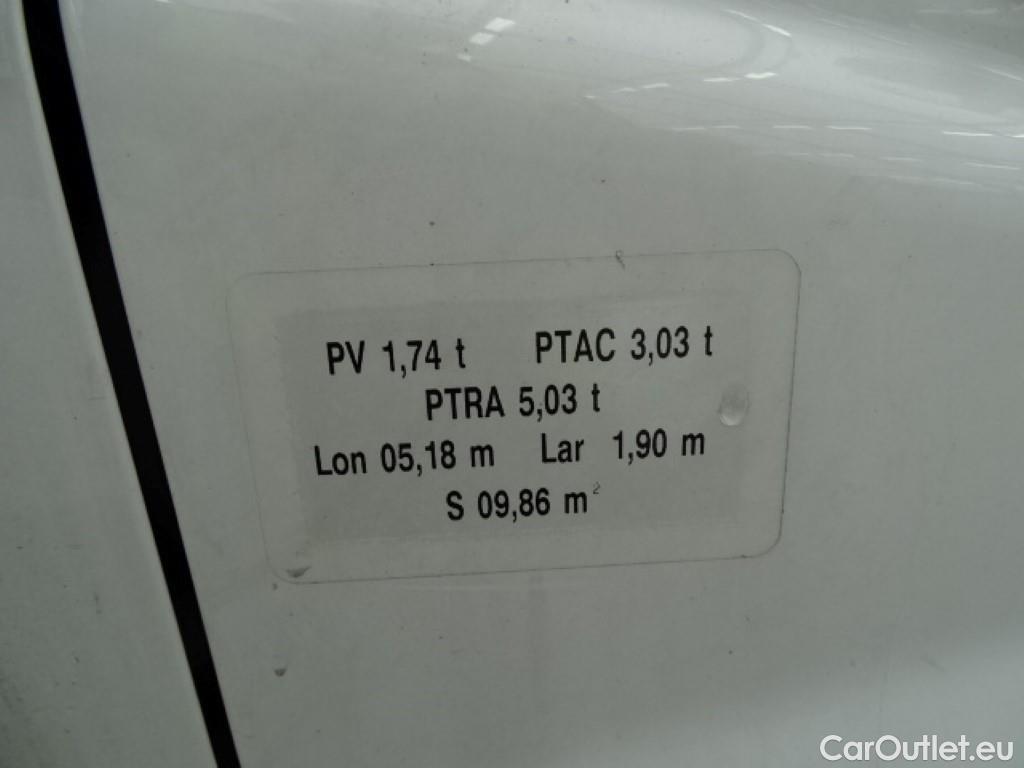 PV 1,74 t PTAC 3,03 t
PTRA 5,03 t
Lon 05,18 m Lar 1,90 m
S 09,86 m²
CarOutlet.eu